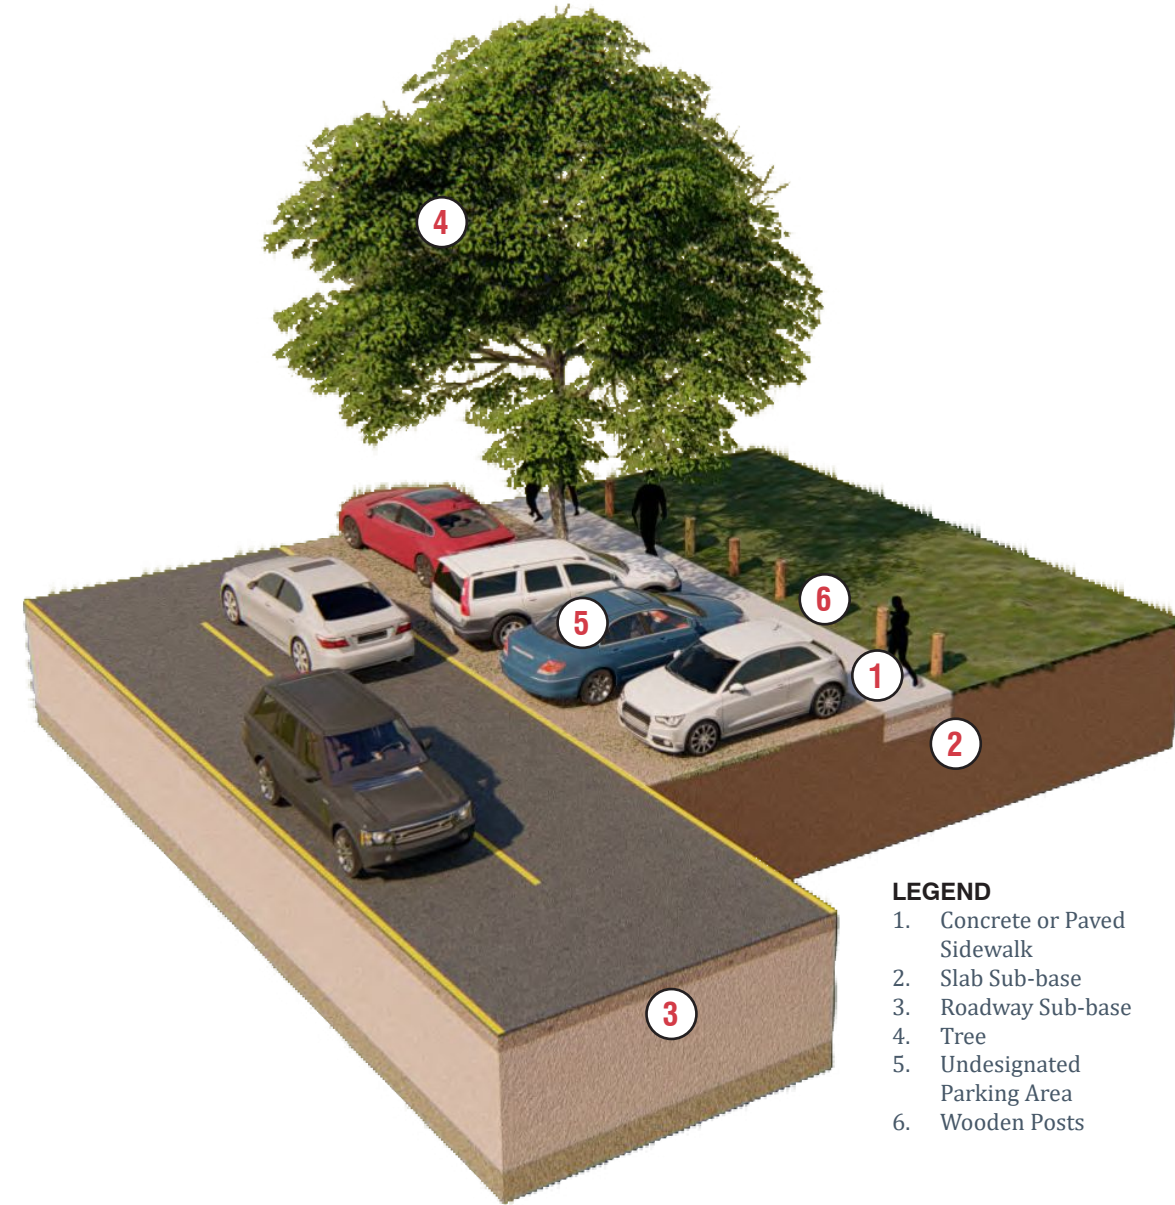 4
5
6
1
2
3
LEGEND
1. Concrete or Paved
Sidewalk
2. Slab Sub-base
3. Roadway Sub-base
4. Tree
5. Undesignated
Parking Area
6. Wooden Posts